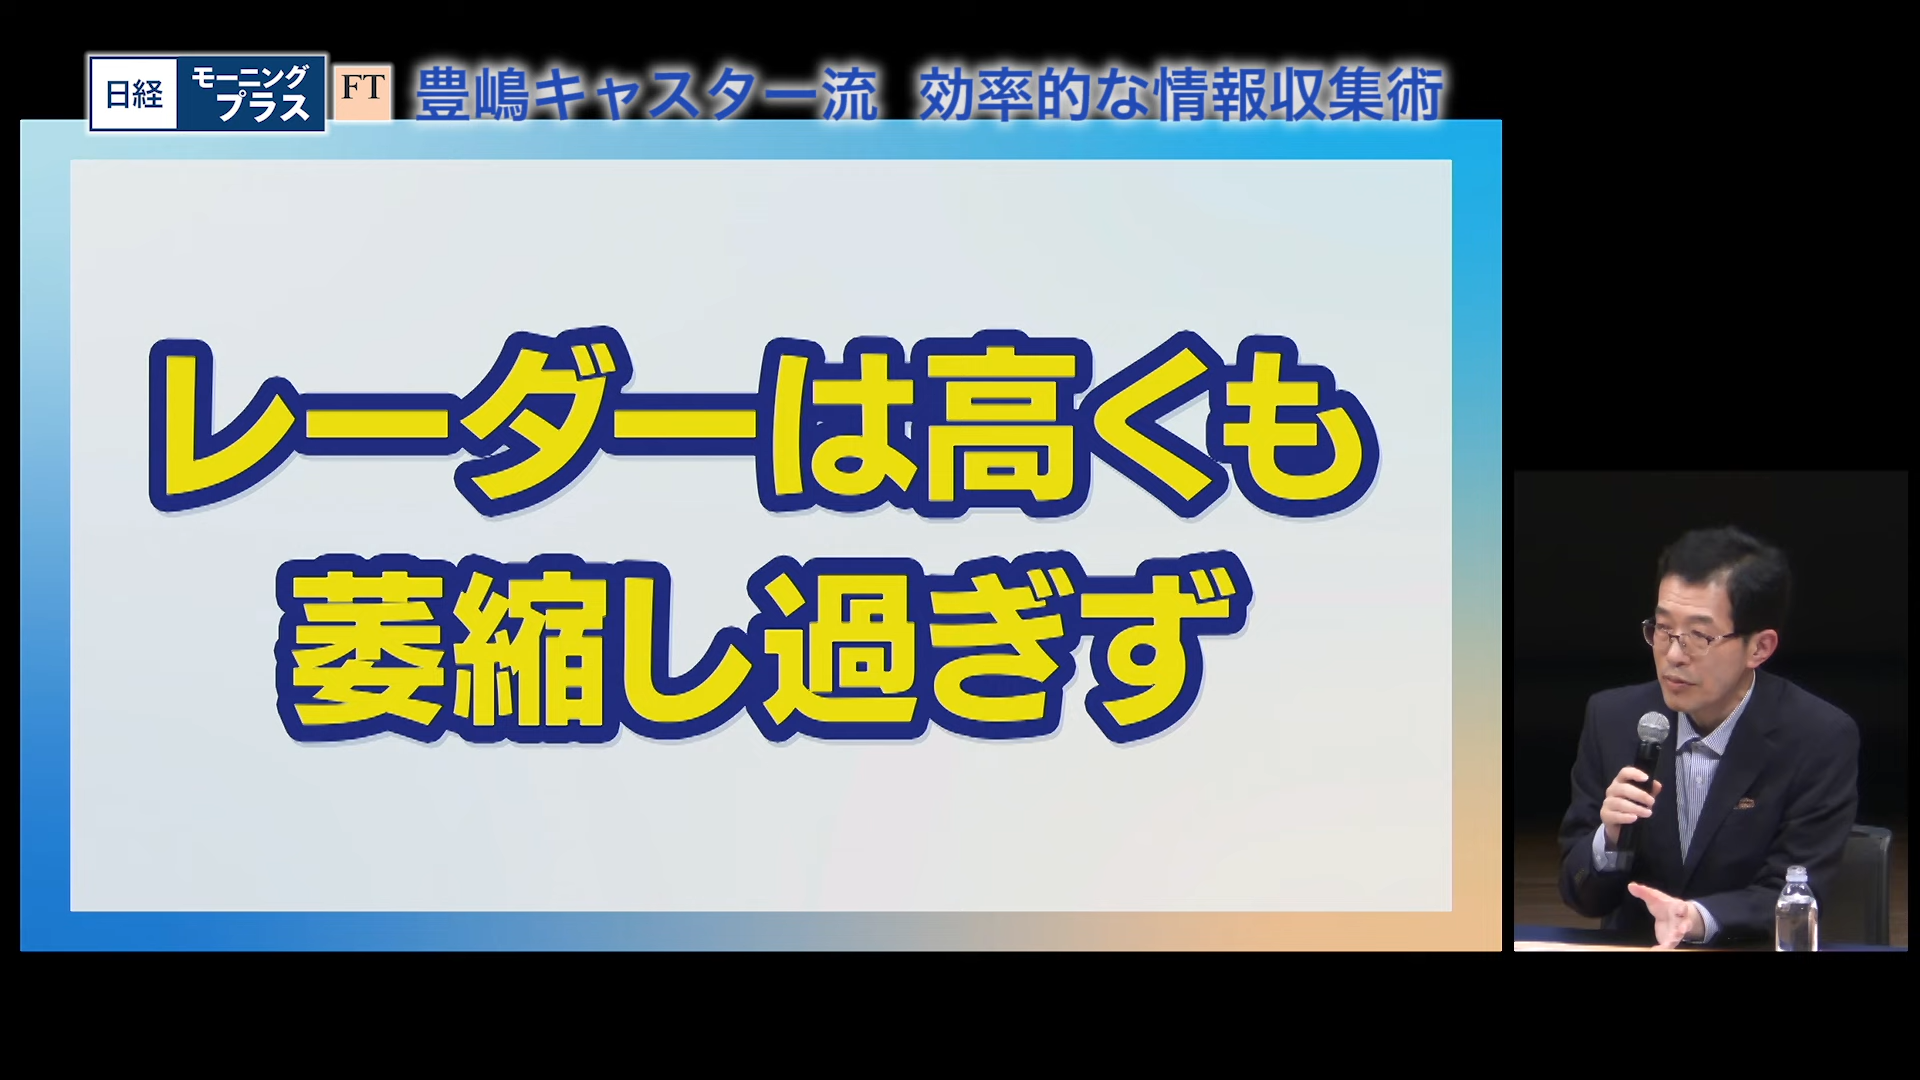 日経
モーニング
プラス
FT
豊嶋キャスター流 効率的な情報収集術
レーダーは高くも
萎縮し過ぎず